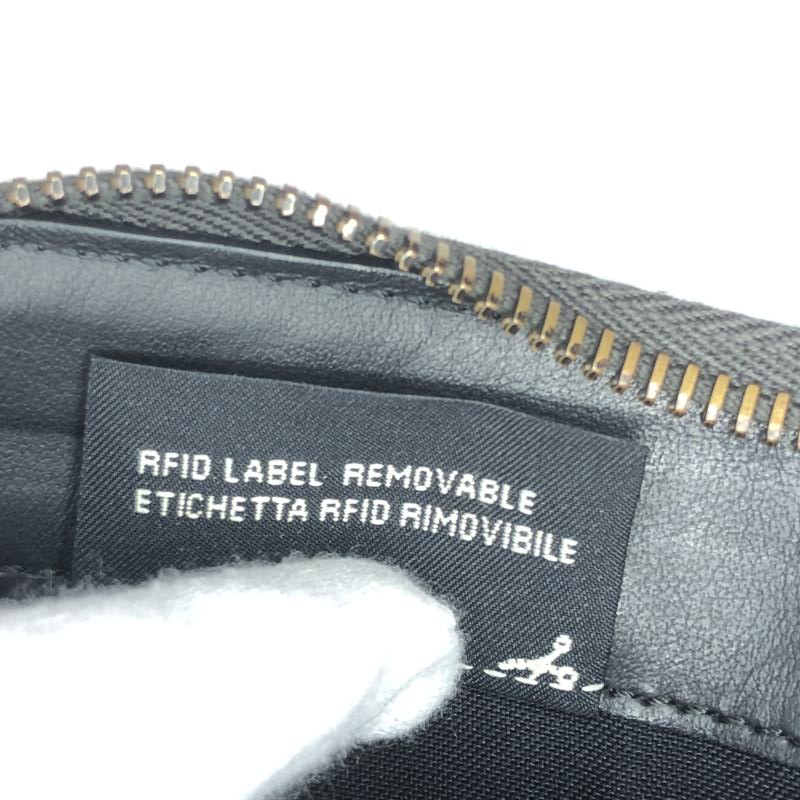 RFID LABEL REMOVABLE
ETICHETTA RFID RIMOVIBILE